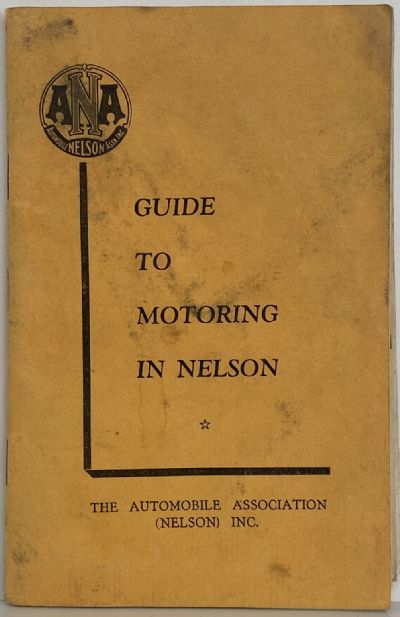 ANA
AUTOMOBILE NELSON ASSN. INC.
GUIDE
TO
MOTORING
IN NELSON
THE AUTOMOBILE ASSOCIATION
(NELSON) INC.